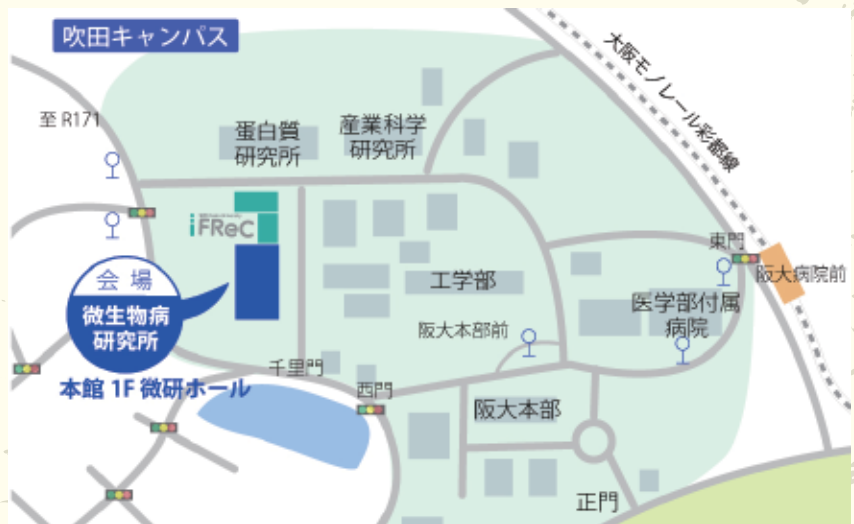 吹田キャンパス
大阪モノレール彩都線
至 R171
蛋白質
研究所
産業科学
研究所
iFReC
東門
阪大病院前
会場
微生物病
研究所
本館 1F 微研ホール
工学部
医学部付属
病院
阪大本部前
千里門
西門
阪大本部
正門